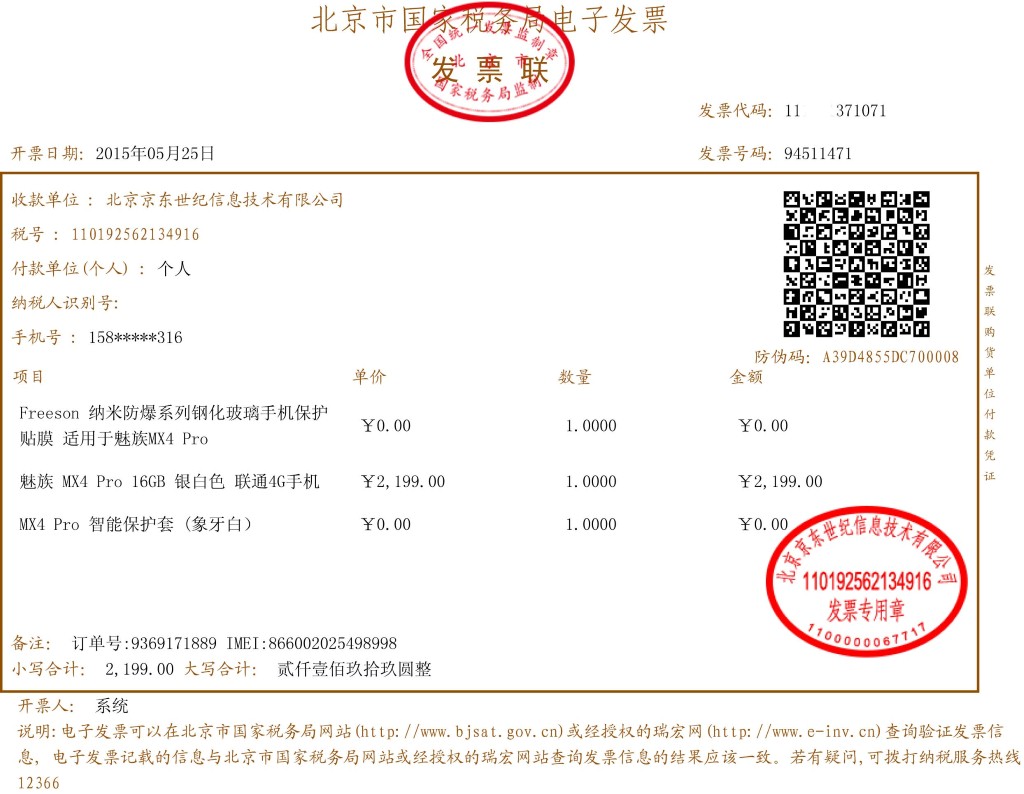 北京市国家税务局电子发票
全国统一发票监制章
北京市
国家税务局监制
发票联
发票代码: 11 371071
开票日期: 2015年05月25日
发票号码: 94511471
收款单位 : 北京京东世纪信息技术有限公司
税号 : 110192562134916
付款单位(个人) : 个人
纳税人识别号:
手机号 : 158*****316
防伪码: A39D4855DC700008
发票联购货单位付款凭证
项目 单价 数量 金额
Freeson 纳米防爆系列钢化玻璃手机保护
贴膜 适用于魅族MX4 Pro
¥0.00 1.0000 ¥0.00
魅族 MX4 Pro 16GB 银白色 联通4G手机 ¥2,199.00 1.0000 ¥2,199.00
MX4 Pro 智能保护套 (象牙白) ¥0.00 1.0000 ¥0.00
北京京东世纪信息技术有限公司
110192562134916
发票专用章
1100000067717
备注: 订单号:9369171889 IMEI:866002025498998
小写合计: 2,199.00 大写合计: 贰仟壹佰玖拾玖圆整
开票人: 系统
说明:电子发票可以在北京市国家税务局网站(http://www.bjsat.gov.cn)或经授权的瑞宏网(http://www.e-inv.cn)查询验证发票信
息, 电子发票记载的信息与北京市国家税务局网站或经授权的瑞宏网站查询发票信息的结果应该一致。若有疑问,可拨打纳税服务热线
12366